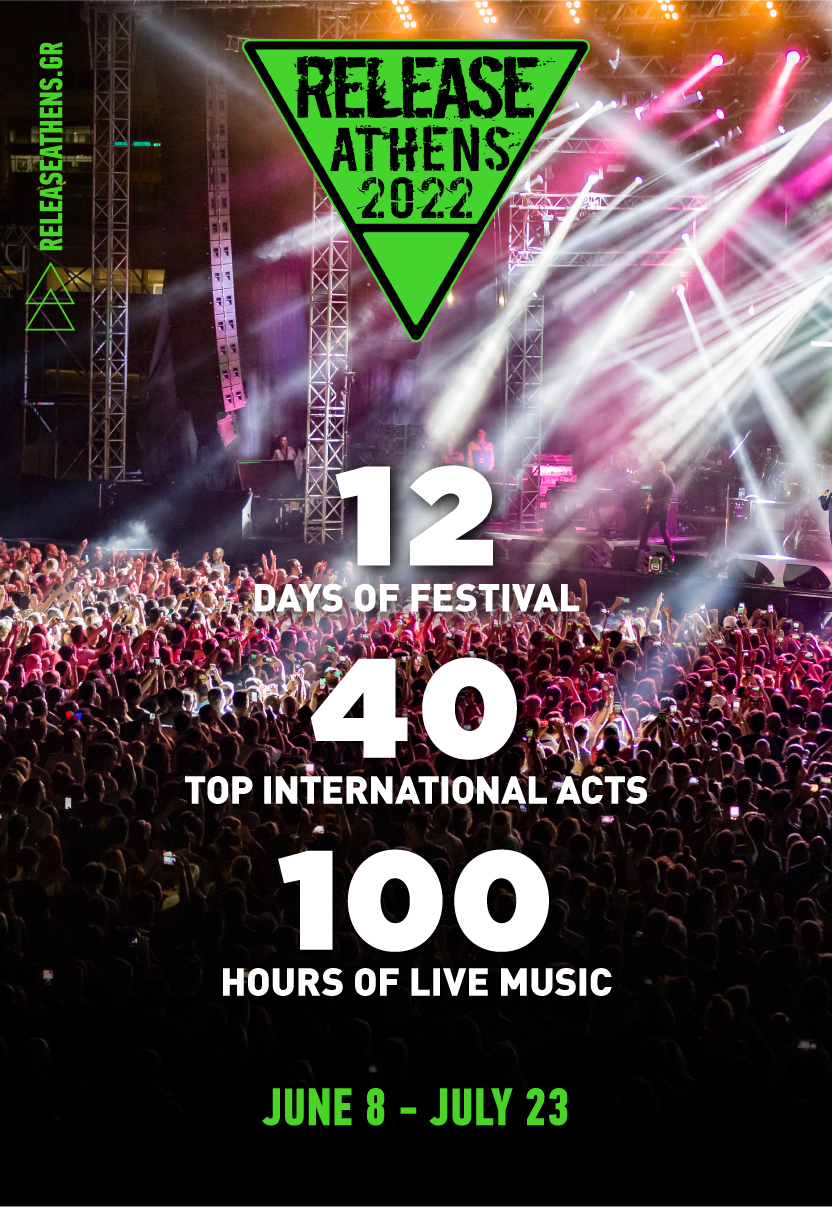 RELEASEATHENS.GR
RELEASE
ATHENS
2022
12
DAYS OF FESTIVAL
40
TOP INTERNATIONAL ACTS
100
HOURS OF LIVE MUSIC
JUNE 8 - JULY 23